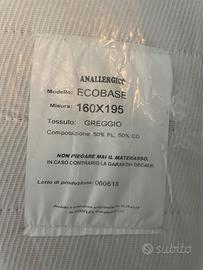 ANALLERGICO
Modello: ECOBASE
Misura: 160X195
Tessuto: GREGGIO
Composizione: 50% PL. 50% CO
NON PIEGARE MAI IL MATERASSO,
IN CASO CONTRARIO LA GARANZIA DECADE.
Lotto di produzione: 060618
subito